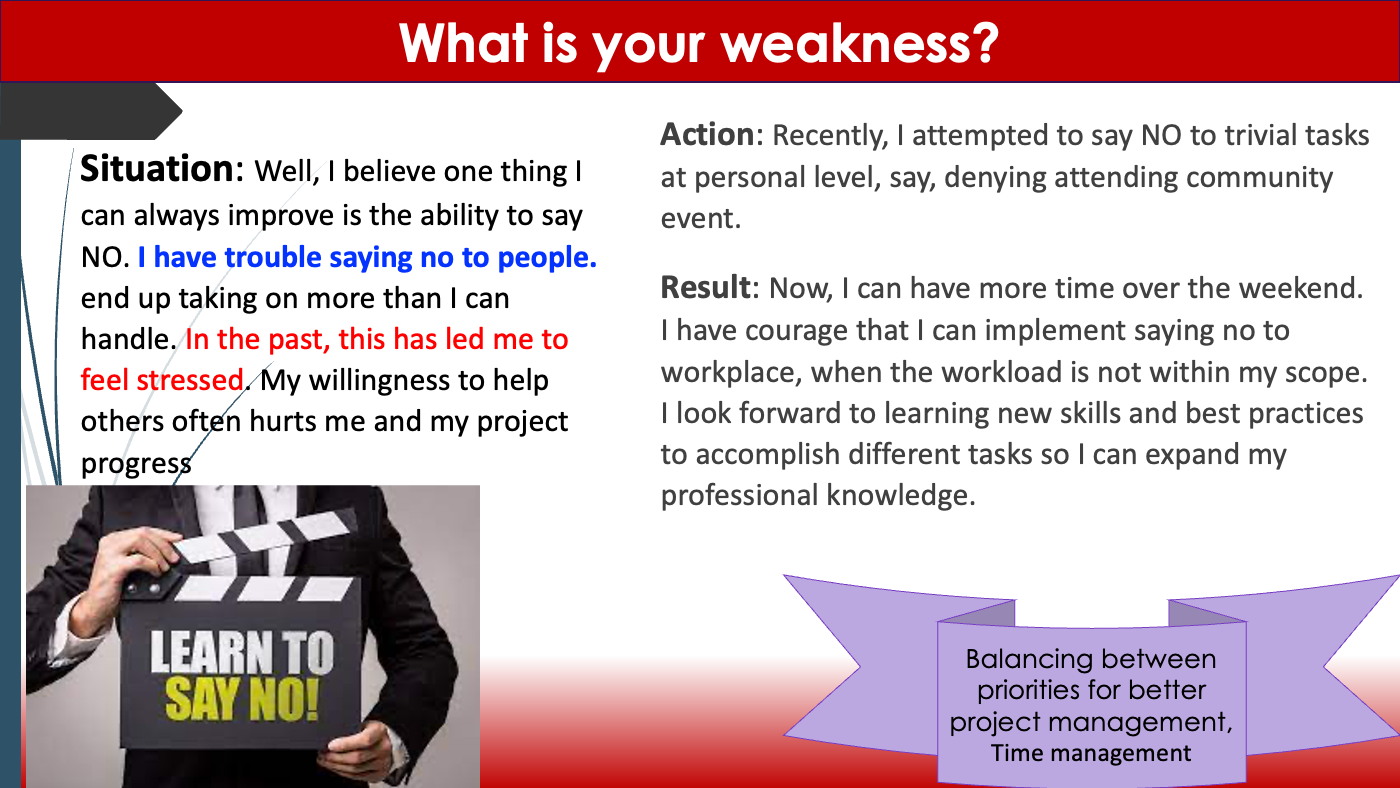 What is your weakness?
Situation: Well, I believe one thing I
can always improve is the ability to say
NO. I have trouble saying no to people.
end up taking on more than I can
handle. In the past, this has led me to
feel stressed. My willingness to help
others often hurts me and my project
progress
LEARN TO
SAY NO!
Action: Recently, I attempted to say NO to trivial tasks
at personal level, say, denying attending community
event.
Result: Now, I can have more time over the weekend.
I have courage that I can implement saying no to
workplace, when the workload is not within my scope.
I look forward to learning new skills and best practices
to accomplish different tasks so I can expand my
professional knowledge.
Balancing between
priorities for better
project management,
Time management